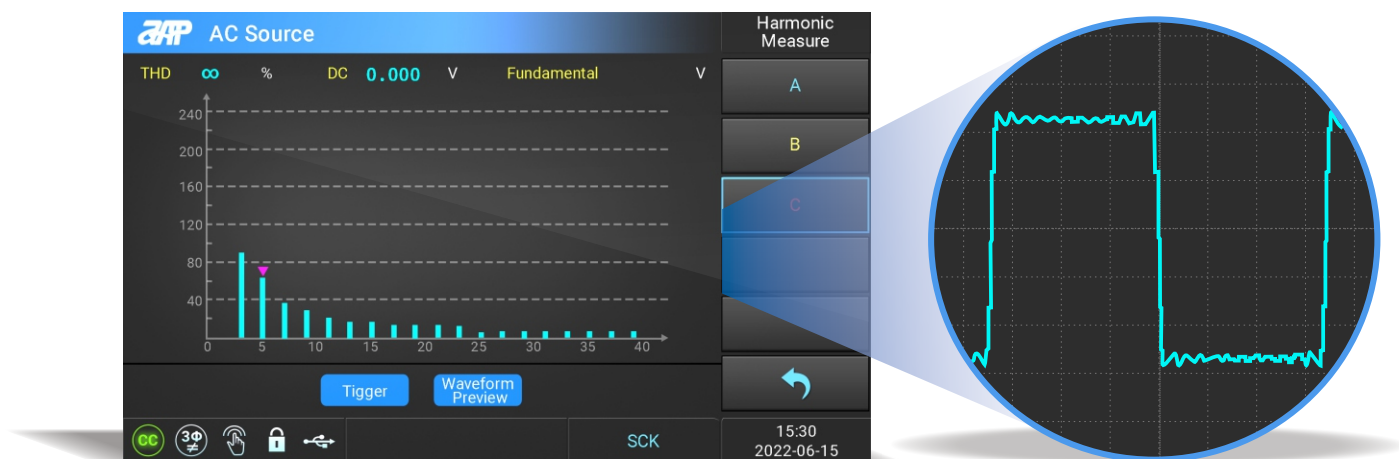 AAP AC Source
Harmonic
Measure
THD ∞ % DC 0.000 V Fundamental V
A
B
C
240
200
160
120
80
40
0 5 10 15 20 25 30 35 40
Tigger
Waveform
Preview
CC
3Φ
≠
SCK
15:30
2022-06-15